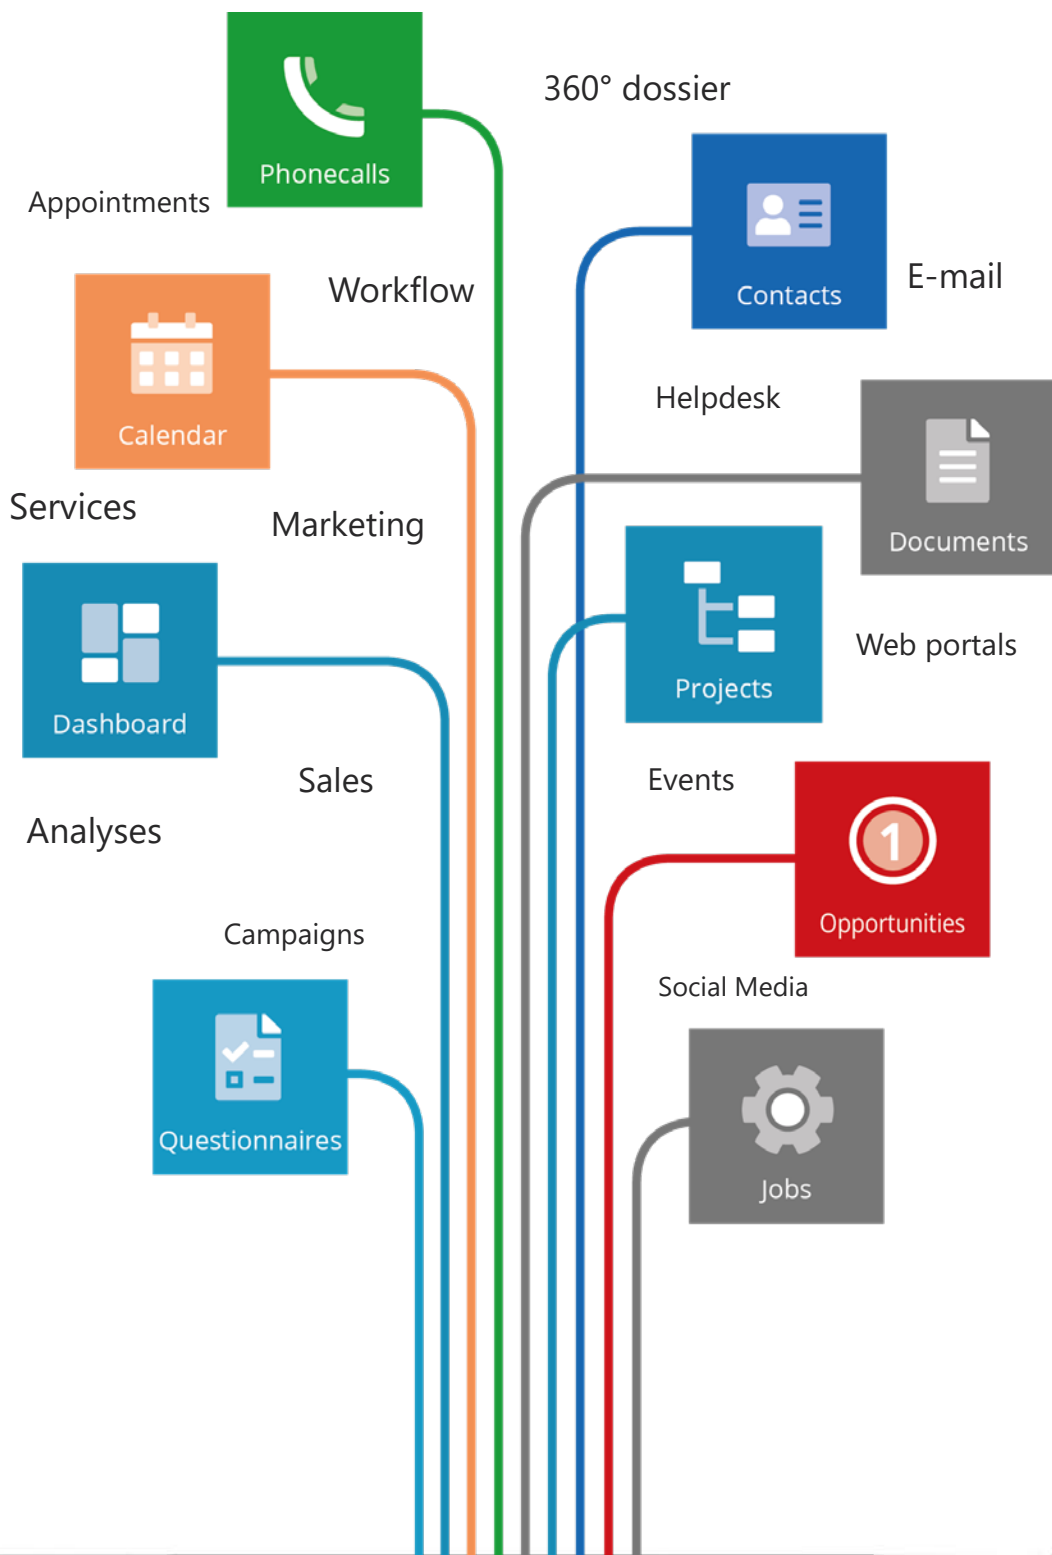 360° dossier
Phonecalls
Appointments
Workflow
E-mail
Contacts
Helpdesk
Calendar
Services
Marketing
Documents
Web portals
Projects
Dashboard
Sales
Events
Analyses
1
Opportunities
Campaigns
Social Media
Questionnaires
Jobs